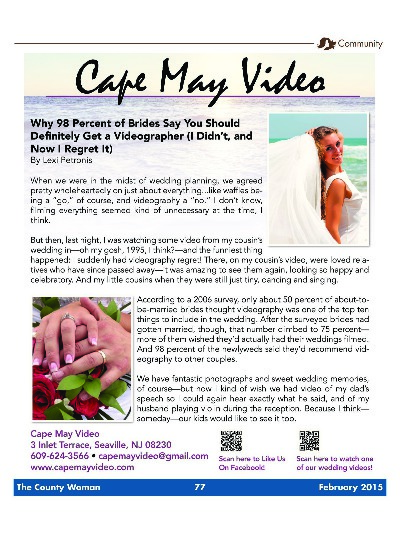 Community
Cape May Video
Why 98 Percent of Brides Say You Should
Definitely Get a Videographer (I Didn't, and
Now I Regret It)
By Lexi Petronis
When we were in the midst of wedding planning, we agreed
pretty wholeheartedly on just about everything...like waffles be-
ing a "go," of course, and videography a "no." I don't know,
filming everything seemed kind of unnecessary at the time, I
think.
But then, last night, I was watching some video from my cousin's
wedding in—oh my gosh, 1995, I think?—and the funniest thing
happened: I suddenly had videography regret! There, on my cousin's video, were loved rela-
tives who have since passed away—it was amazing to see them again, looking so happy and
celebratory. And my little cousins when they were still just tiny, dancing and singing.
According to a 2006 survey, only about 50 percent of about-to-
be-married brides thought videography was one of the top ten
things to include in the wedding. After the surveyed brides had
gotten married, though, that number climbed to 75 percent—
more of them wished they'd actually had their weddings filmed.
And 98 percent of the newlyweds said they'd recommend vid-
eography to other couples.
We have fantastic photographs and sweet wedding memories,
of course—but now I kind of wish we had video of my dad's
speech so I could again hear exactly what he said, and of my
husband playing violin during the reception. Because I think—
someday—our kids would like to see it too.
Cape May Video
3 Inlet Terrace, Seaville, NJ 08230
609-624-3566 • capemayvideo@gmail.com
www.capemayvideo.com
Scan here to Like Us
On Facebook!
Scan here to watch one
of our wedding videos!
The County Woman 77 February 2015